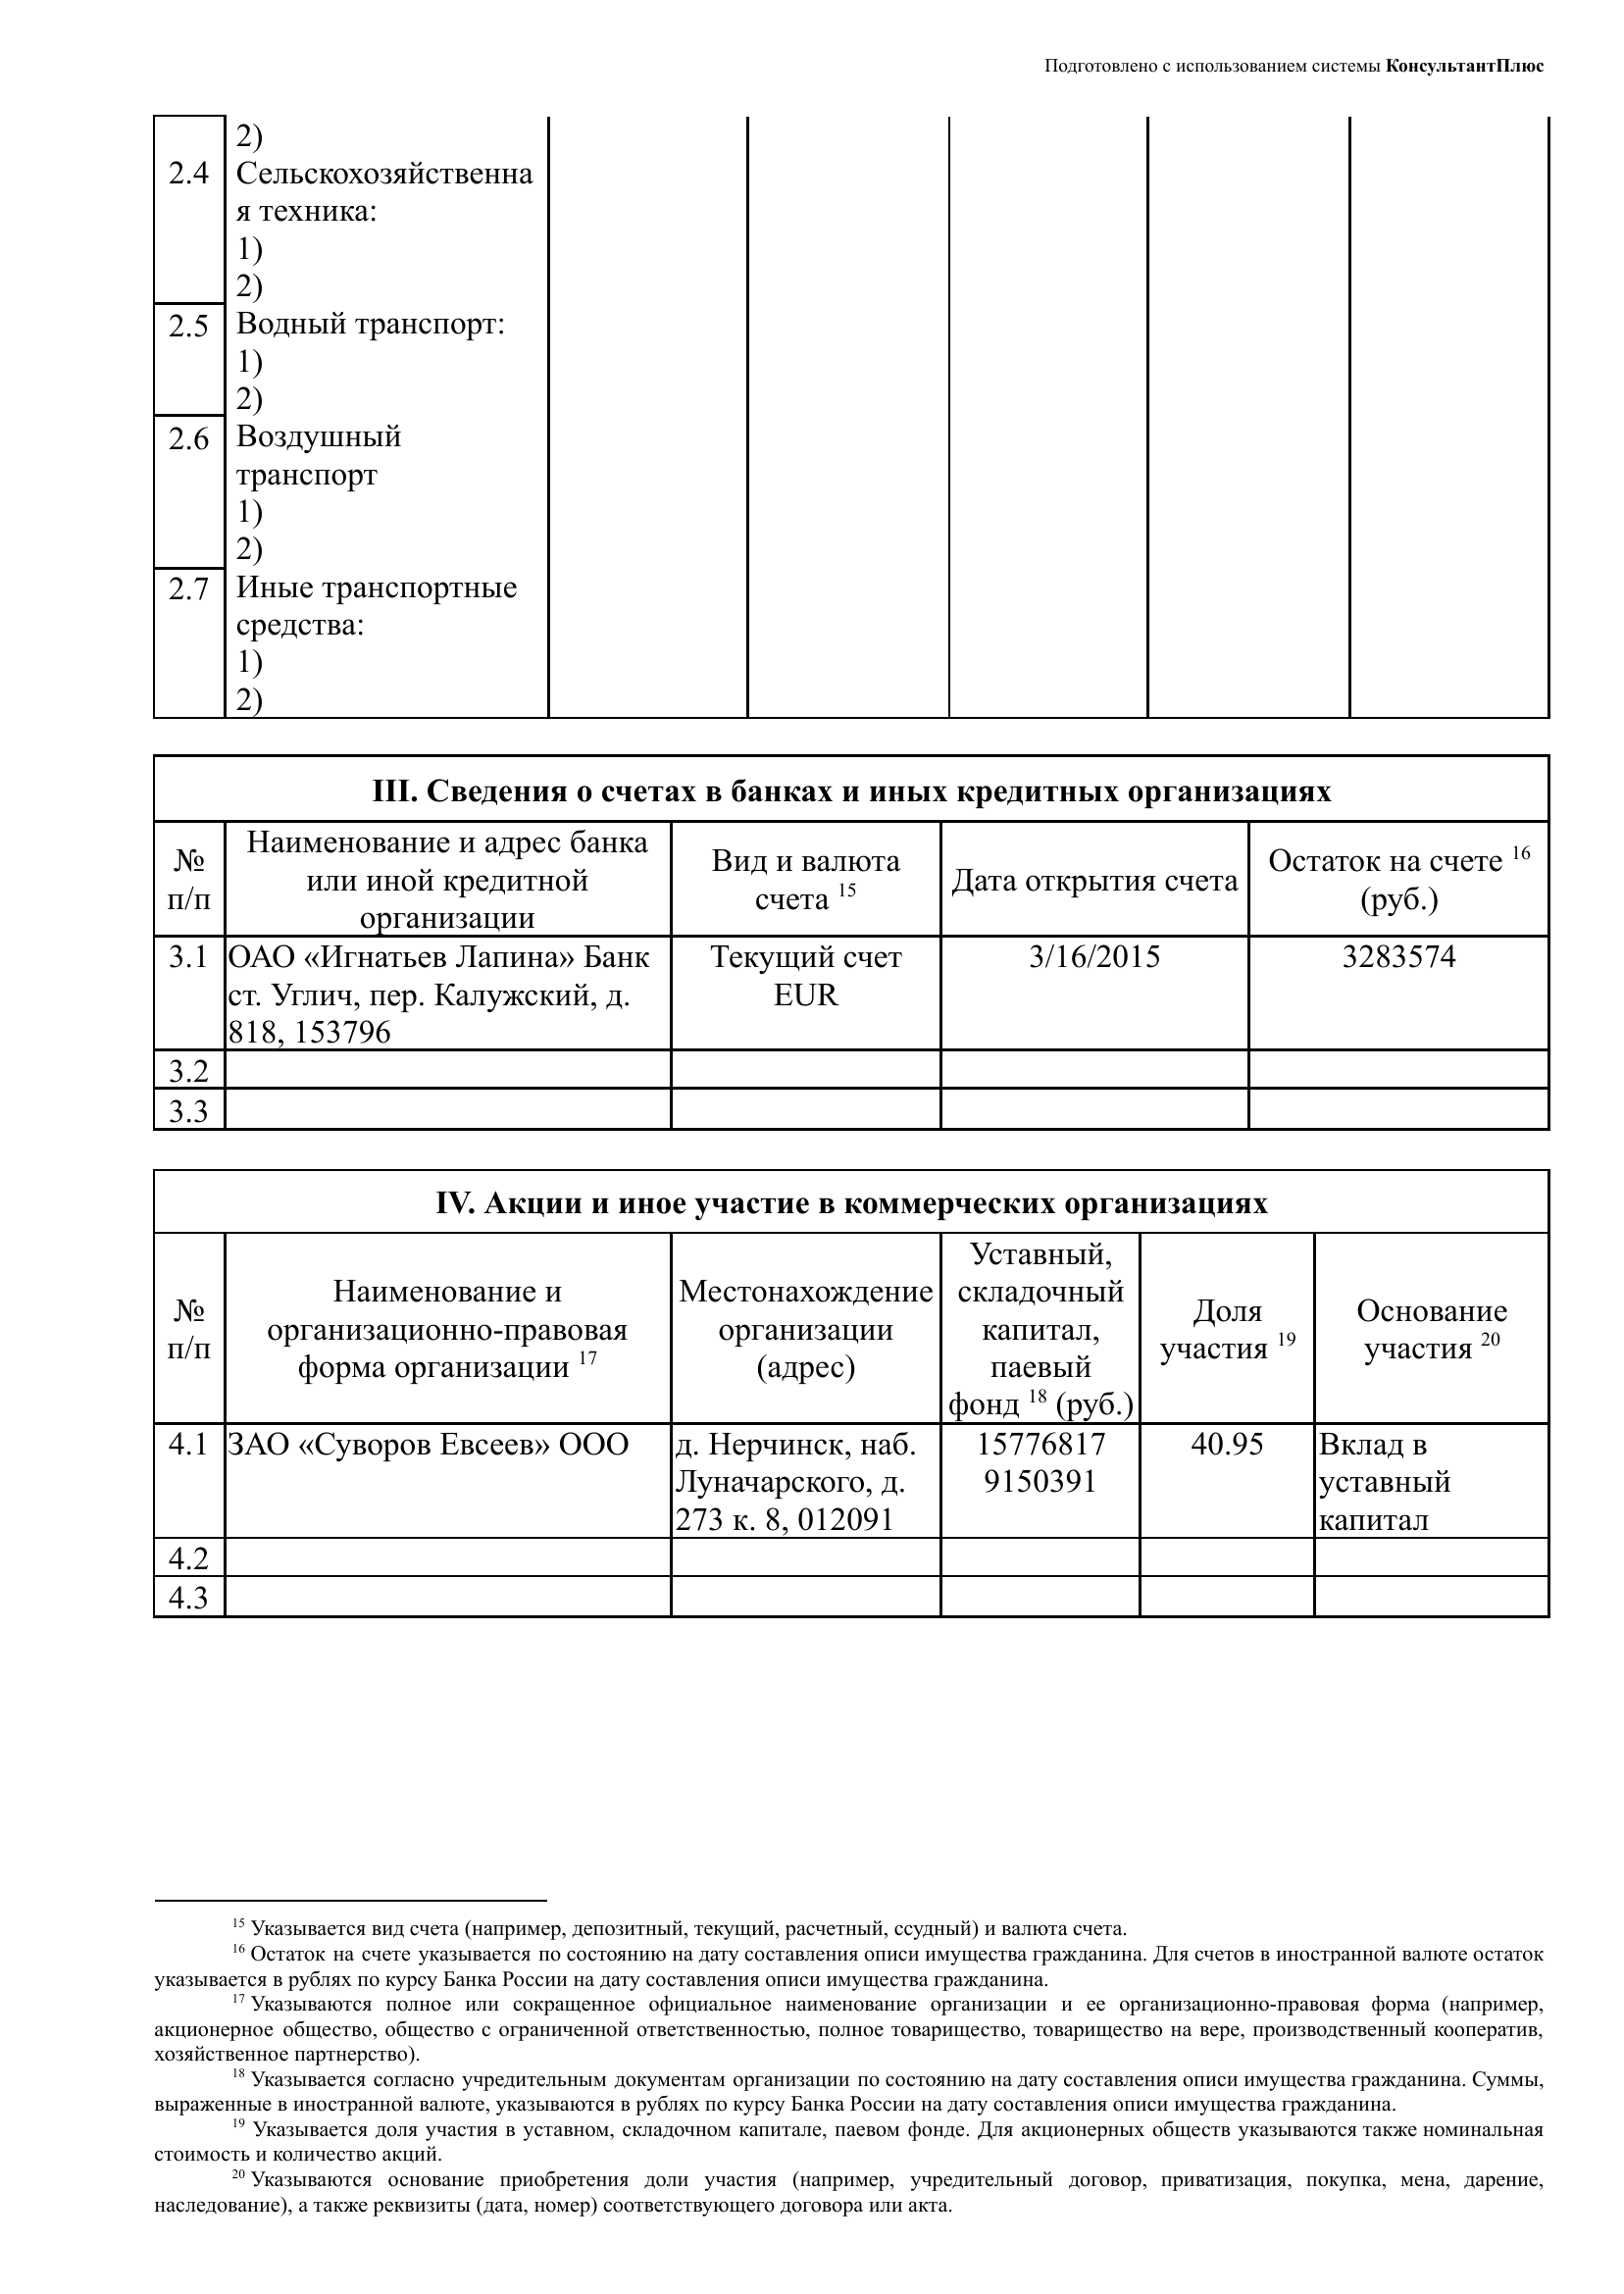 Подготовлено с использованием системы КонсультантПлюс
2)
2.4 Сельскохозяйственна
я техника:
1)
2)
2.5 Водный транспорт:
1)
2)
2.6 Воздушный
транспорт
1)
2)
2.7 Иные транспортные
средства:
1)
2)
III. Сведения о счетах в банках и иных кредитных организациях
№
п/п
Наименование и адрес банка
или иной кредитной
организации
Вид и валюта
счета 15
Дата открытия счета
Остаток на счете 16
(руб.)
3.1
ОАО «Игнатьев Лапина» Банк
ст. Углич, пер. Калужский, д.
818, 153796
Текущий счет
EUR
3/16/2015
3283574
3.2
3.3
IV. Акции и иное участие в коммерческих организациях
№
п/п
Наименование и
организационно-правовая
форма организации 17
Местонахождение
организации
(адрес)
Уставный,
складочный
капитал,
паевый
фонд 18 (руб.)
Доля
участия 19
Основание
участия 20
4.1
ЗАО «Суворов Евсеев» ООО
д. Нерчинск, наб.
Луначарского, д.
273 к. 8, 012091
15776817
9150391
40.95
Вклад в
уставный
капитал
4.2
4.3
15 Указывается вид счета (например, депозитный, текущий, расчетный, ссудный) и валюта счета.
16 Остаток на счете указывается по состоянию на дату составления описи имущества гражданина. Для счетов в иностранной валюте остаток
указывается в рублях по курсу Банка России на дату составления описи имущества гражданина.
17 Указываются полное или сокращенное официальное наименование организации и ее организационно-правовая форма (например,
акционерное общество, общество с ограниченной ответственностью, полное товарищество, товарищество на вере, производственный кооператив,
хозяйственное партнерство).
18 Указывается согласно учредительным документам организации по состоянию на дату составления описи имущества гражданина. Суммы,
выраженные в иностранной валюте, указываются в рублях по курсу Банка России на дату составления описи имущества гражданина.
19 Указывается доля участия в уставном, складочном капитале, паевом фонде. Для акционерных обществ указываются также номинальная
стоимость и количество акций.
20 Указываются основание приобретения доли участия (например, учредительный договор, приватизация, покупка, мена, дарение,
наследование), а также реквизиты (дата, номер) соответствующего договора или акта.